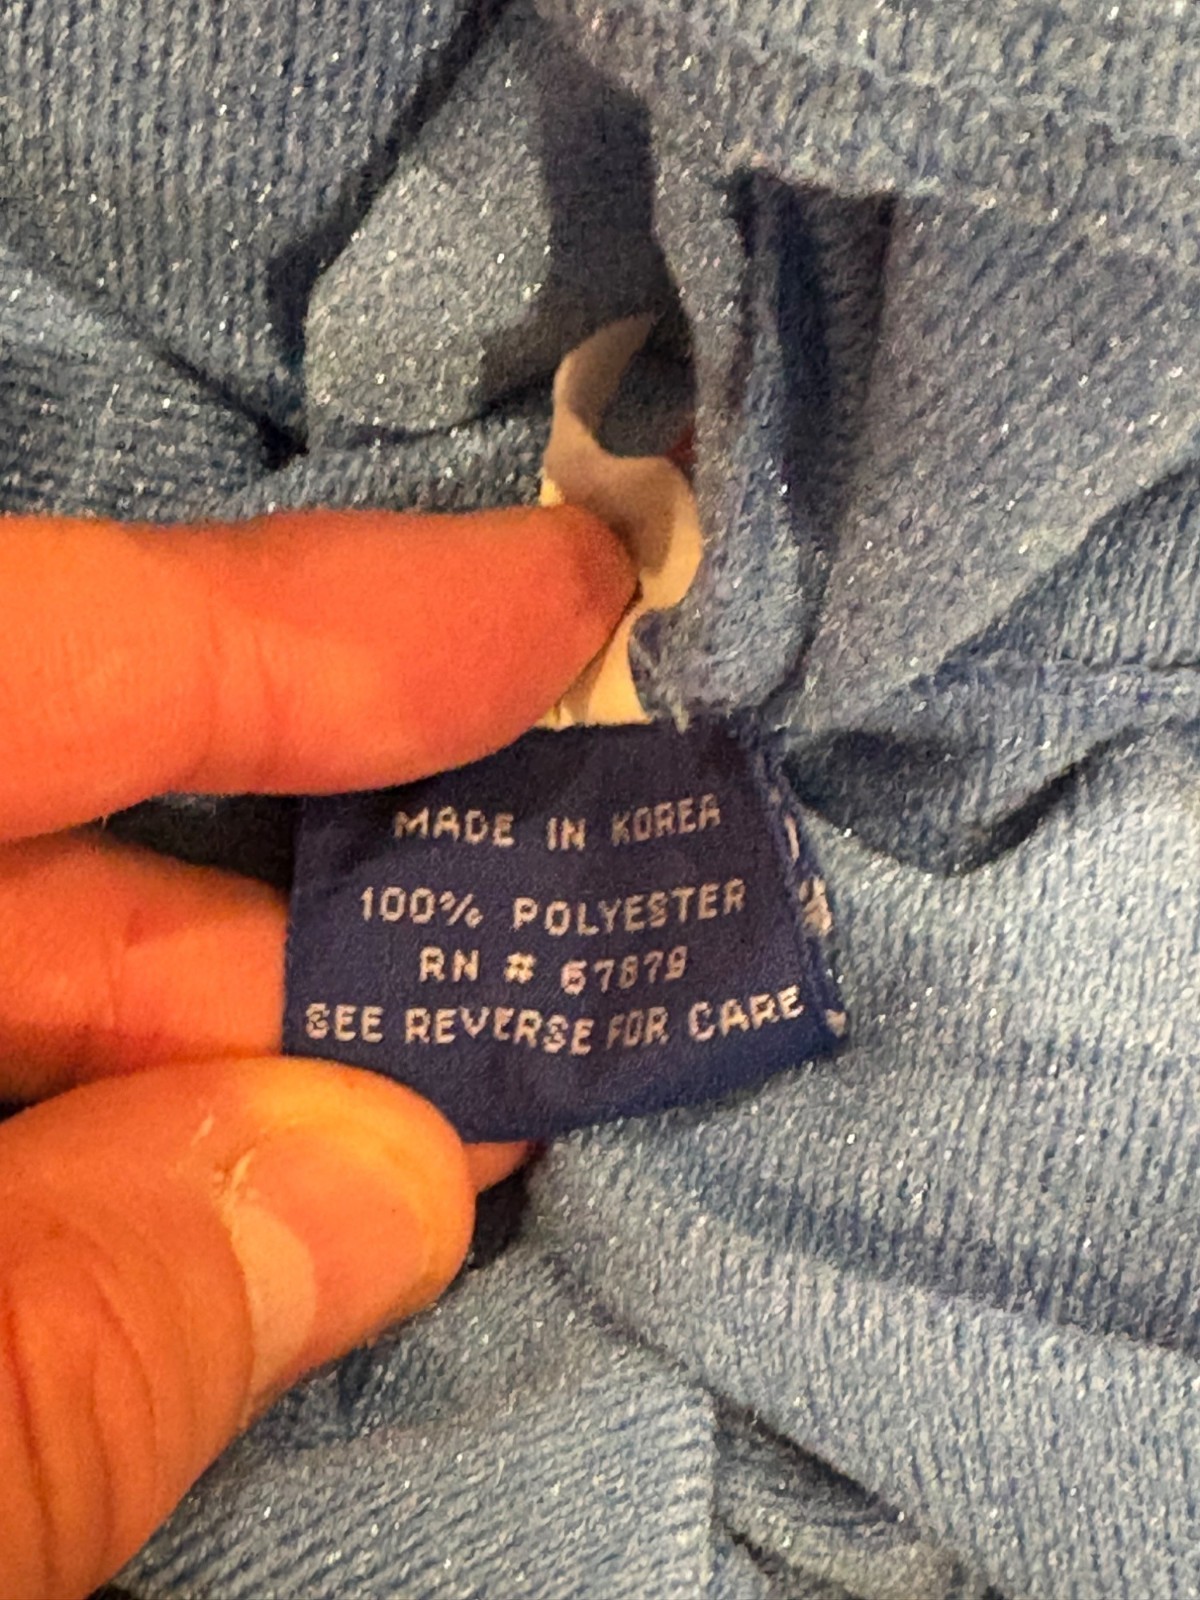 MADE IN KOREA
100% POLYESTER
RN # 67879
SEE REVERSE FOR CARE